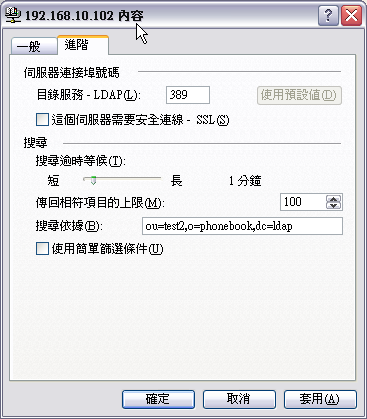 192.168.10.102 內容
一般 進階
伺服器連接埠號碼
目錄服務 - LDAP(L): 389 使用預設值(D)
這個伺服器需要安全連線 - SSL(S)
搜尋
搜尋逾時等候(T):
短 長 1 分鐘
傳回相符項目的上限(M): 100
搜尋依據(B): ou=test2,o=phonebook,dc=ldap
使用簡單篩選條件(U)
確定 取消 套用(A)